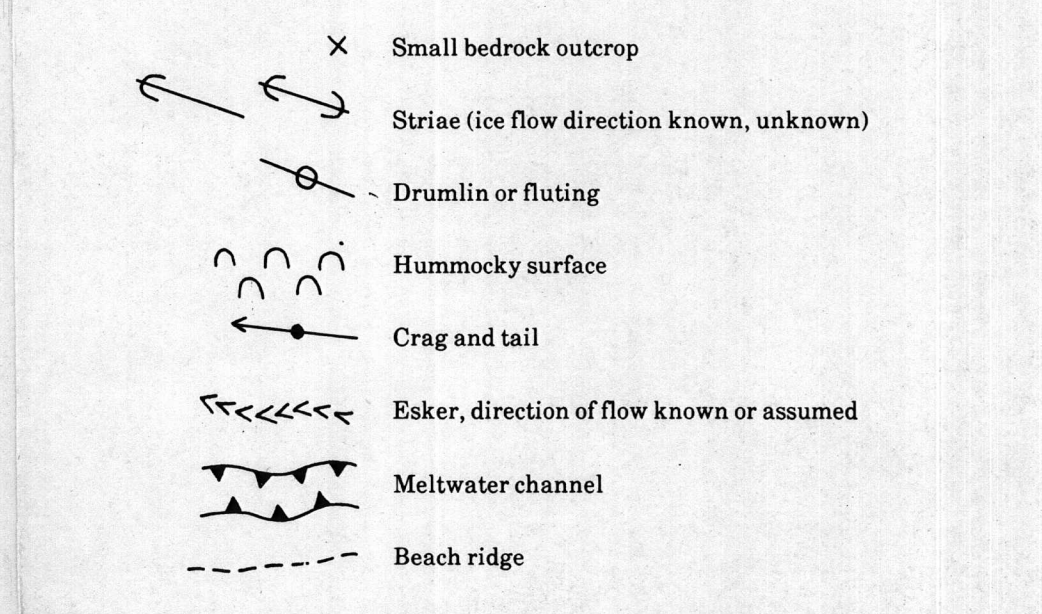 Small bedrock outcrop
Striae (ice flow direction known, unknown)
Drumlin or fluting
Hummocky surface
Crag and tail
Esker, direction of flow known or assumed
Meltwater channel
Beach ridge